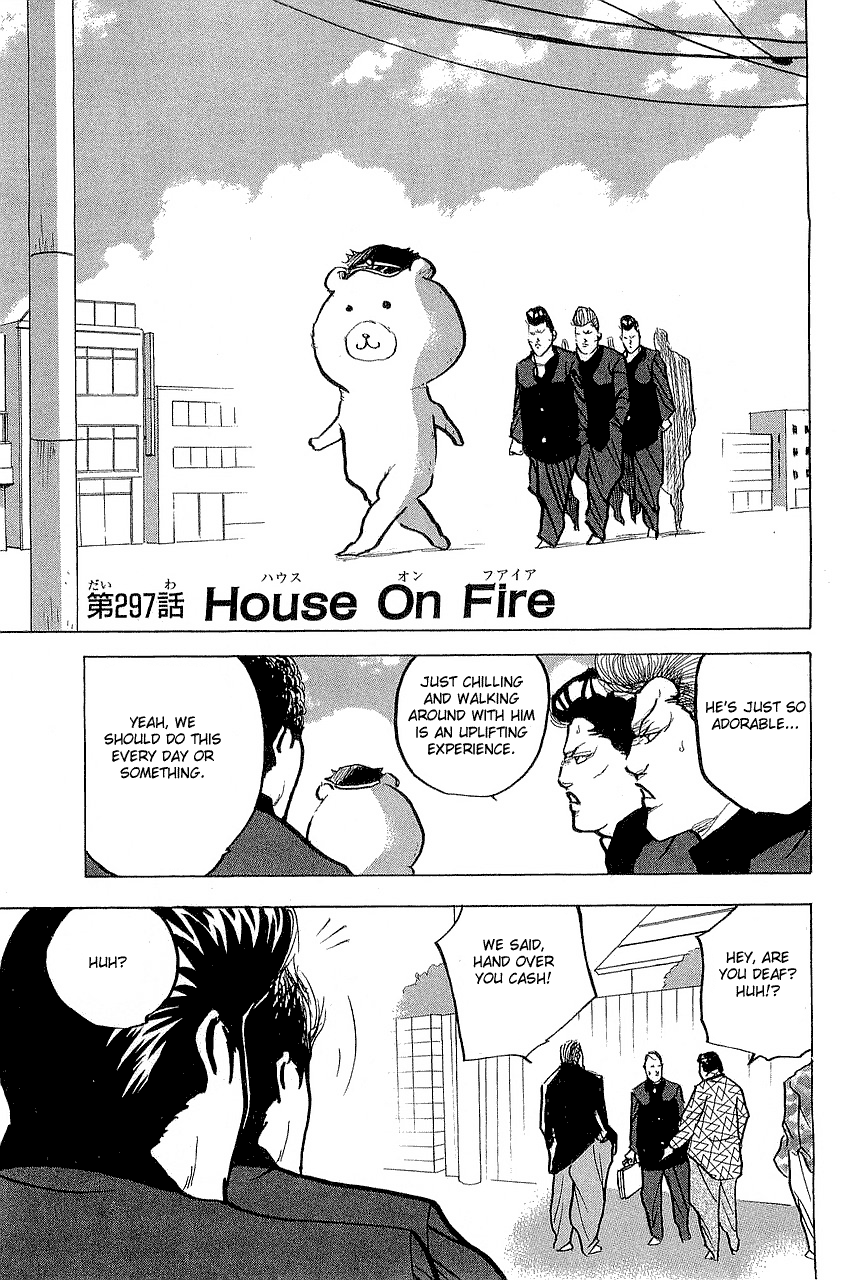 だい わ ハウス オン ファイア
第297話 House On Fire
HE'S JUST SO
ADORABLE...
JUST CHILLING
AND WALKING
AROUND WITH HIM
IS AN UPLIFTING
EXPERIENCE.
YEAH, WE
SHOULD DO THIS
EVERY DAY OR
SOMETHING.
HEY, ARE
YOU DEAF?
HUH!?
WE SAID,
HAND OVER
YOU CASH!
HUH?